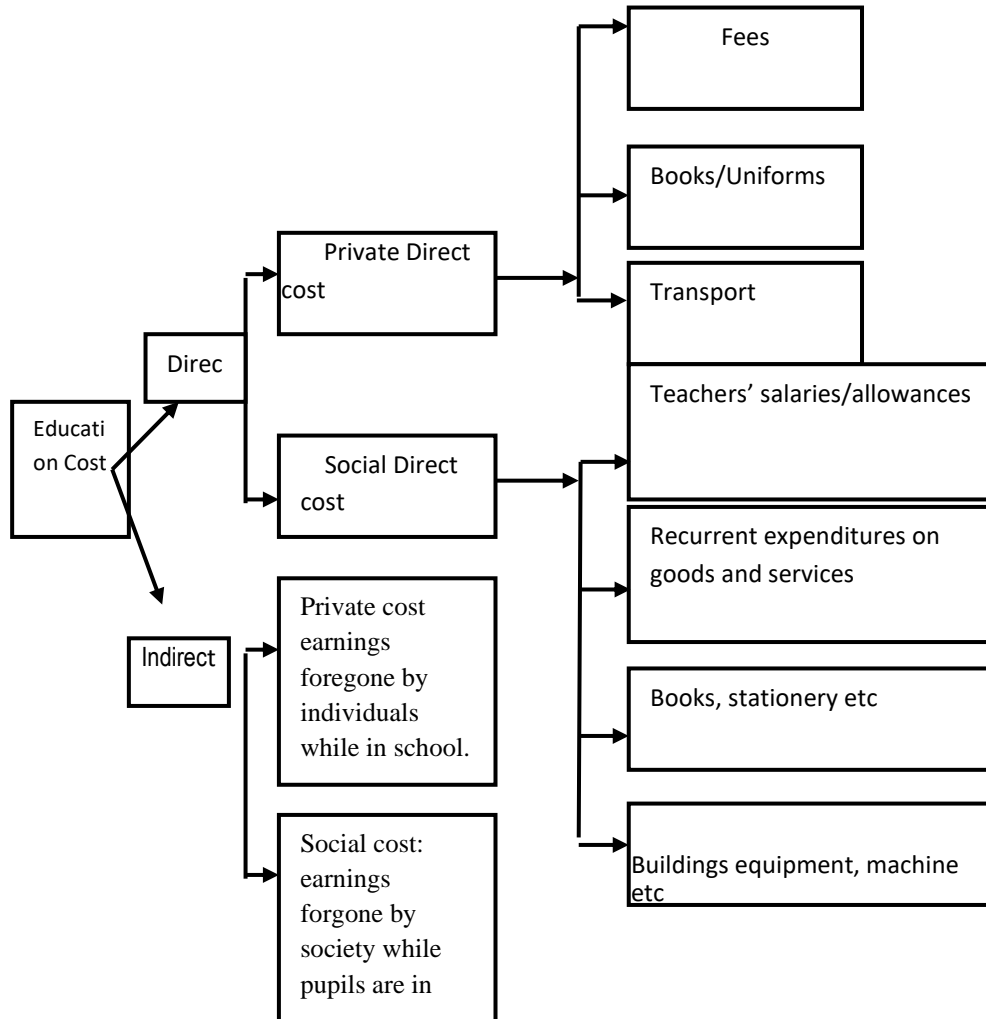 Fees
Books/Uniforms
Private Direct
cost
Transport
Direc
Teachers’ salaries/allowances
Educati
on Cost
Social Direct
cost
Recurrent expenditures on
goods and services
Private cost
earnings
foregone by
individuals
while in school.
Indirect
Books, stationery etc
Social cost:
earnings
forgone by
society while
pupils are in
Buildings equipment, machine
etc